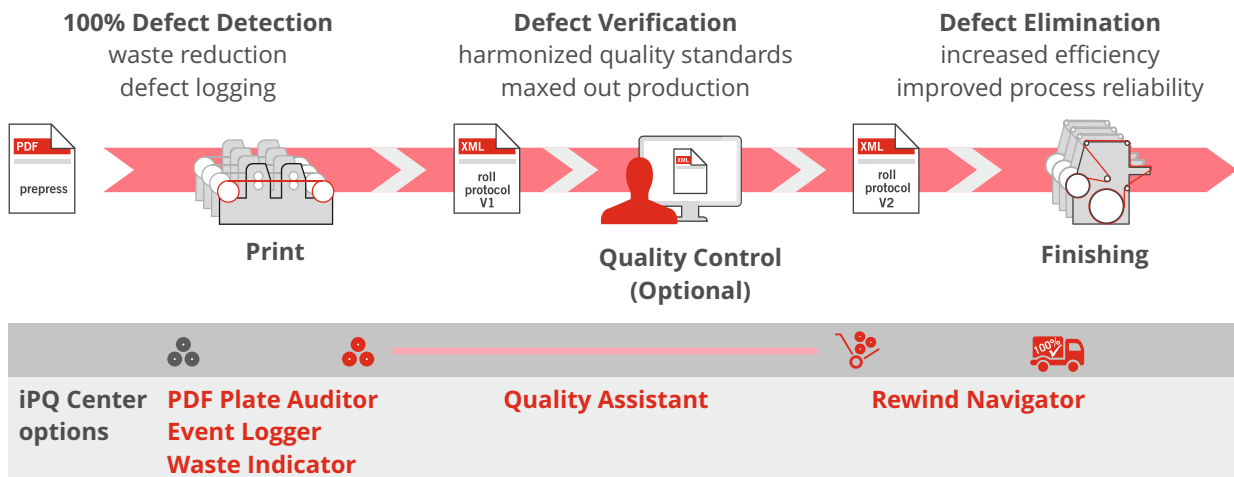 100% Defect Detection
waste reduction
defect logging
Defect Verification
harmonized quality standards
maxed out production
Defect Elimination
increased efficiency
improved process reliability
PDF
prepress
XML
roll
protocol
V1
XML
XML
roll
protocol
V2
Print
Quality Control
(Optional)
Finishing
100%
iPQ Center
options
PDF Plate Auditor
Event Logger
Waste Indicator
Quality Assistant
Rewind Navigator